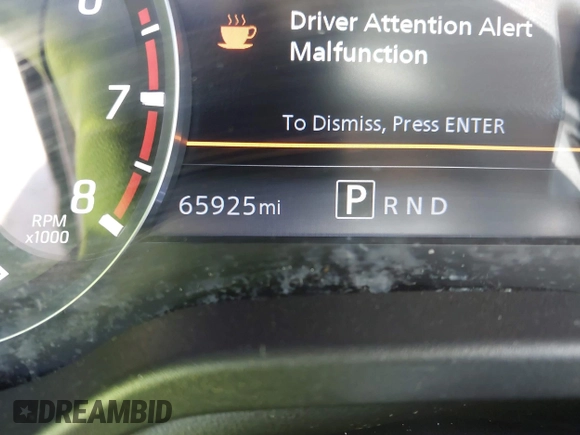 Driver Attention Alert
Malfunction
To Dismiss, Press ENTER
7
8
RPM
x1000
65925mi
P R N D
DREAMBID